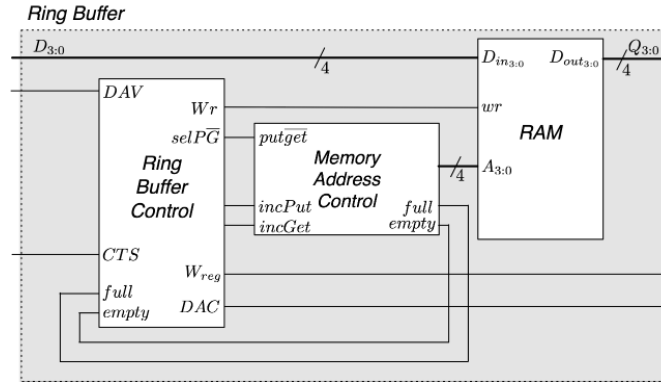 Ring Buffer
D3:0
4
Din3:0
Dout3:0
Q3:0
4
DAV
Wr
wr
RAM
selPG̅
putg̅e̅t̅
Ring
Buffer
Control
Memory
Address
Control
4
A3:0
incPut
full
incGet
empty
CTS
Wreg
full
DAC
empty